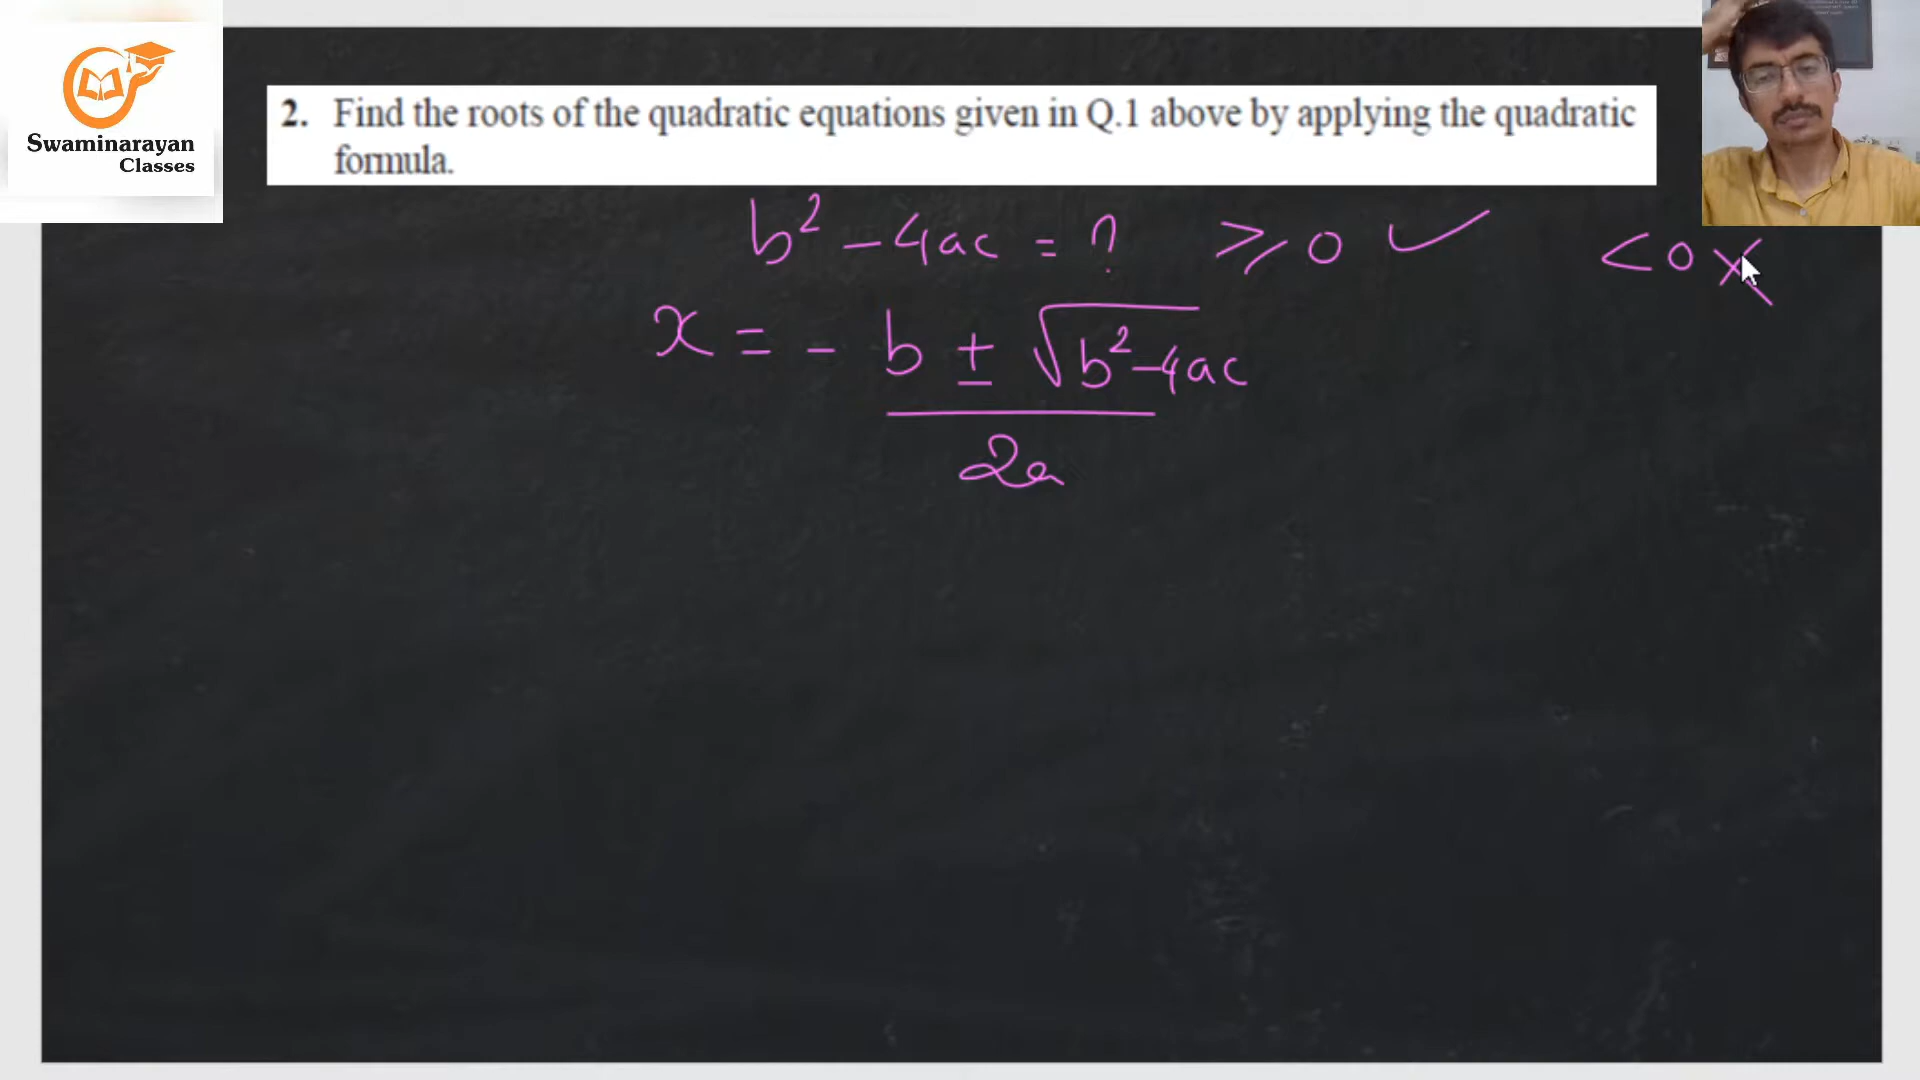 Swaminarayan
Classes
2. Find the roots of the quadratic equations given in Q.1 above by applying the quadratic
formula.
b² - 4ac = ? ≥ 0 ✓ < 0 ×
x = - b ± √b² - 4ac
2a